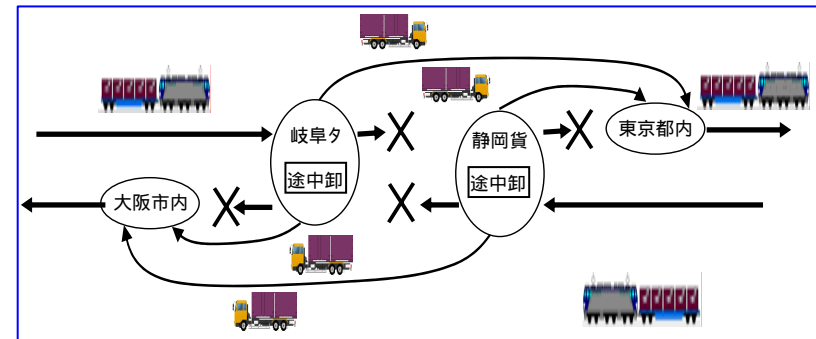 岐阜タ
途中卸
静岡貨
途中卸
東京都内
大阪市内